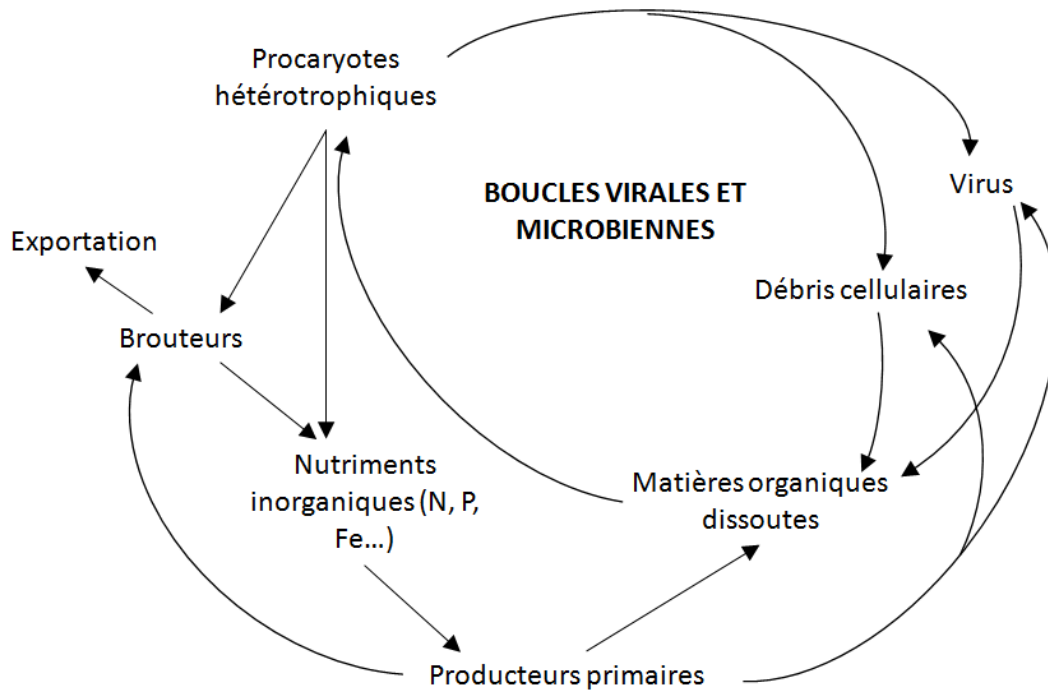 Procaryotes
hétérotrophiques
BOUCLES VIRALES ET
MICROBIENNES
Virus
Exportation
Débris cellulaires
Brouteurs
Nutriments
inorganiques (N, P,
Fe...)
Matières organiques
dissoutes
Producteurs primaires